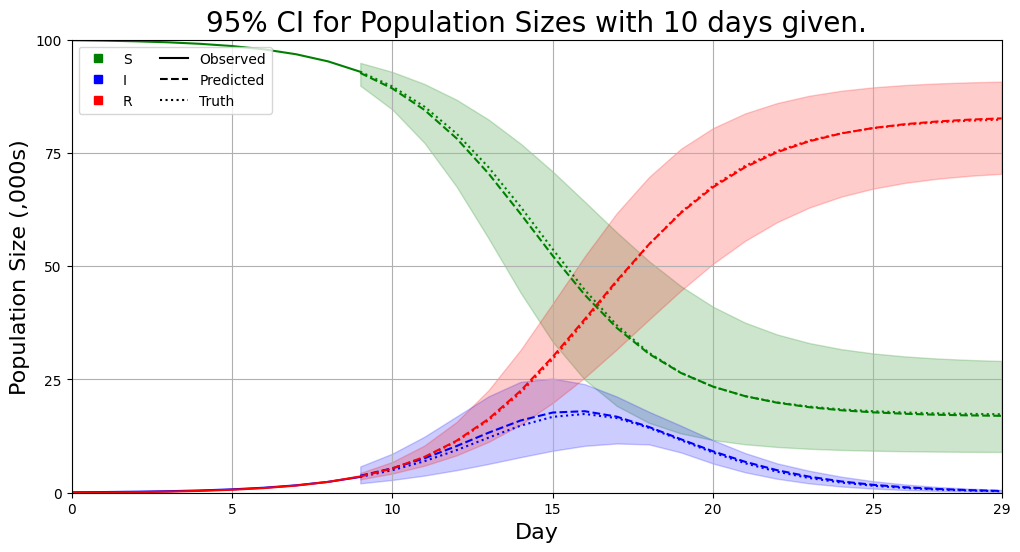 95% CI for Population Sizes with 10 days given.
Population Size (,000s)
100
75
50
25
0
S Observed
I Predicted
R Truth
0 5 10 15 20 25 29
Day